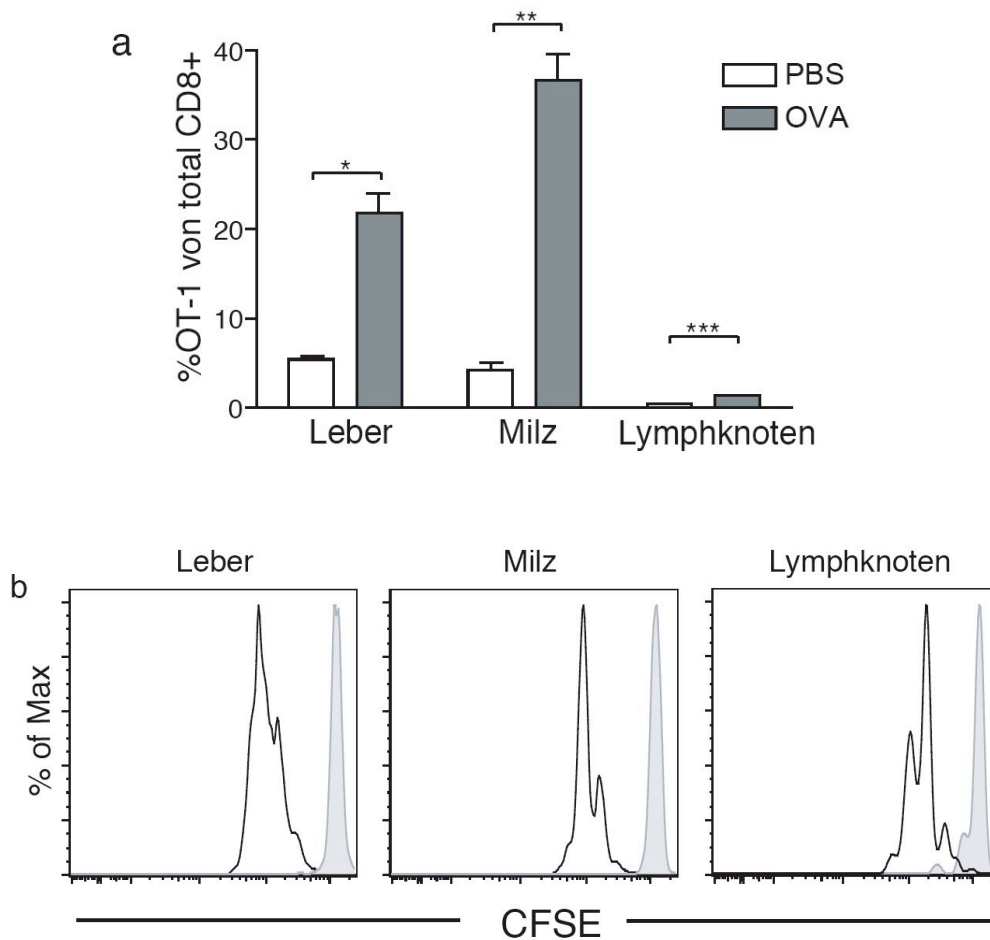 a
%OT-1 von total CD8+
40
30
20
10
0
*
**
***
PBS
OVA
Leber Milz Lymphknoten
b
Leber Milz Lymphknoten
% of Max
CFSE